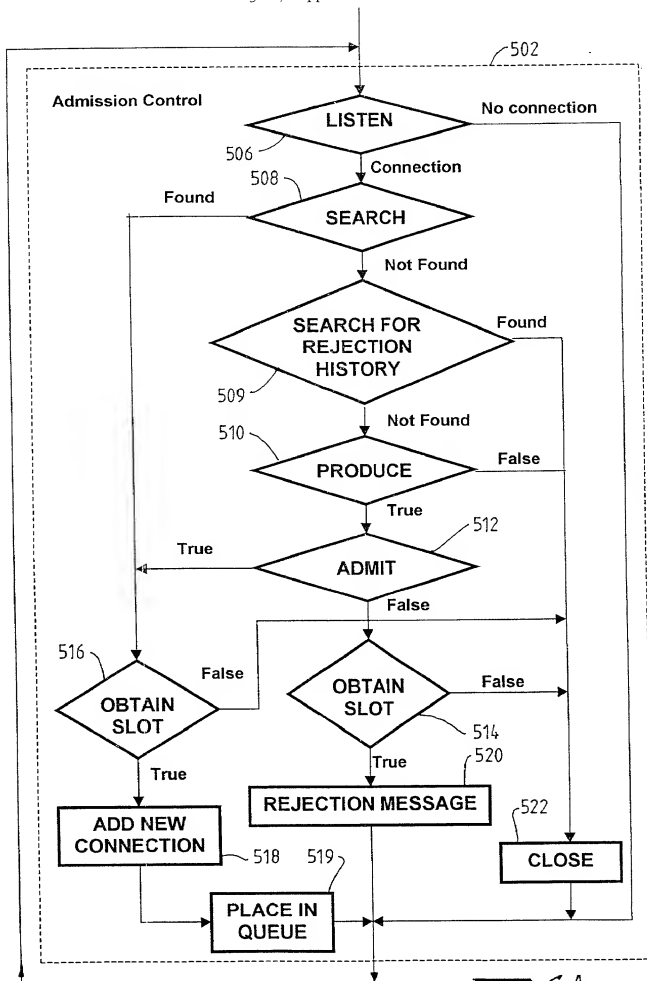 502
Admission Control
No connection
LISTEN
506
Connection
508
Found
SEARCH
Not Found
SEARCH FOR
REJECTION
HISTORY
Found
509
Not Found
510
PRODUCE
False
True
512
True
ADMIT
False
516
False
OBTAIN
SLOT
OBTAIN
SLOT
False
514
True
True
520
REJECTION MESSAGE
ADD NEW
CONNECTION
518
519
522
CLOSE
PLACE IN
QUEUE